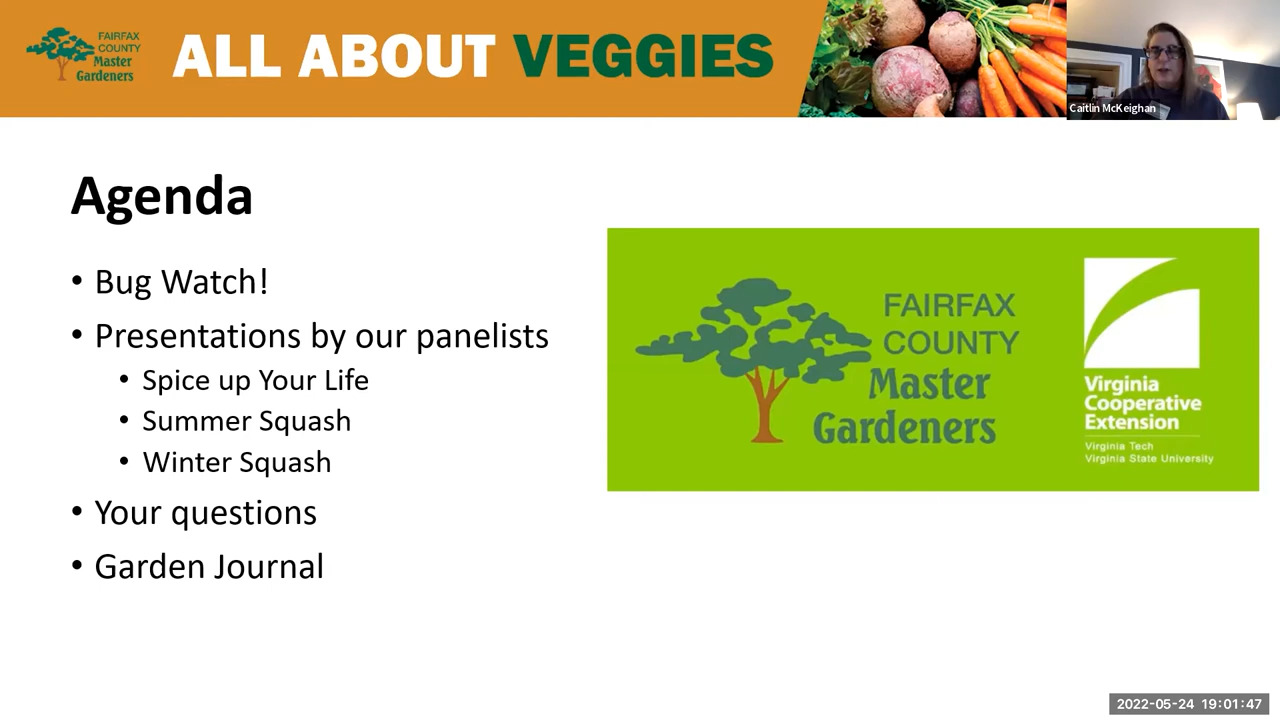 FAIRFAX
COUNTY
Master
Gardeners
ALL ABOUT VEGGIES
Caitlin McKeighan
Agenda
• Bug Watch!
• Presentations by our panelists
• Spice up Your Life
• Summer Squash
• Winter Squash
• Your questions
• Garden Journal
FAIRFAX
COUNTY
Master
Gardeners
Virginia
Cooperative
Extension
Virginia Tech
Virginia State University
2022-05-24 19:01:47